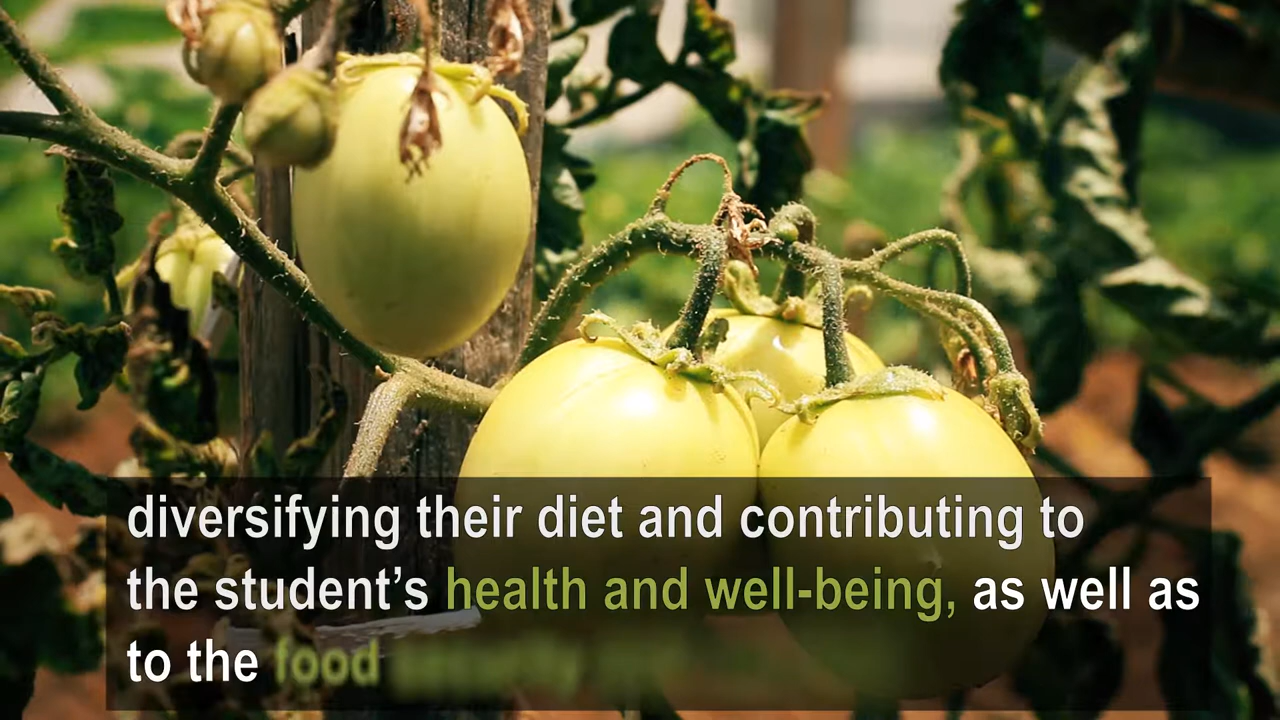 diversifying their diet and contributing to
the student’s health and well-being, as well as
to the food